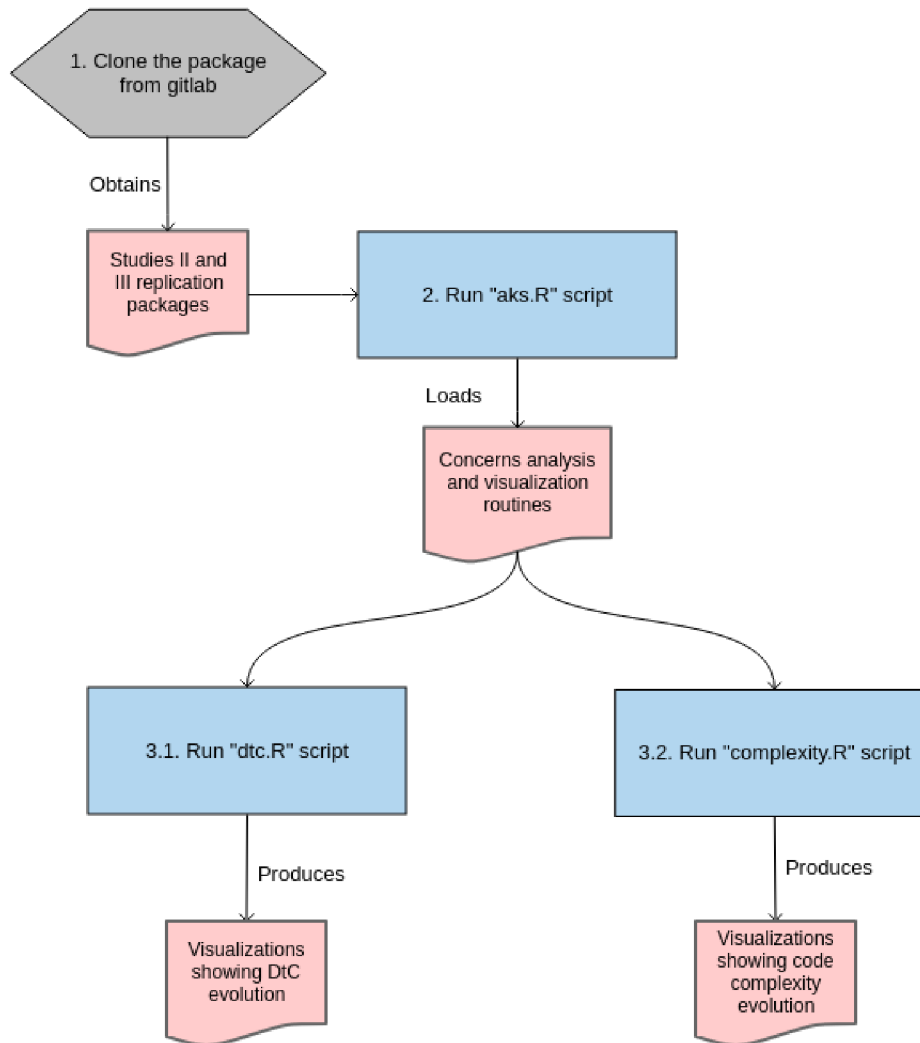 1. Clone the package
from gitlab
Obtains
Studies II and
III replication
packages
2. Run "aks.R" script
Loads
Concerns analysis
and visualization
routines
3.1. Run "dtc.R" script
3.2. Run "complexity.R" script
Produces
Produces
Visualizations
showing DtC
evolution
Visualizations
showing code
complexity
evolution